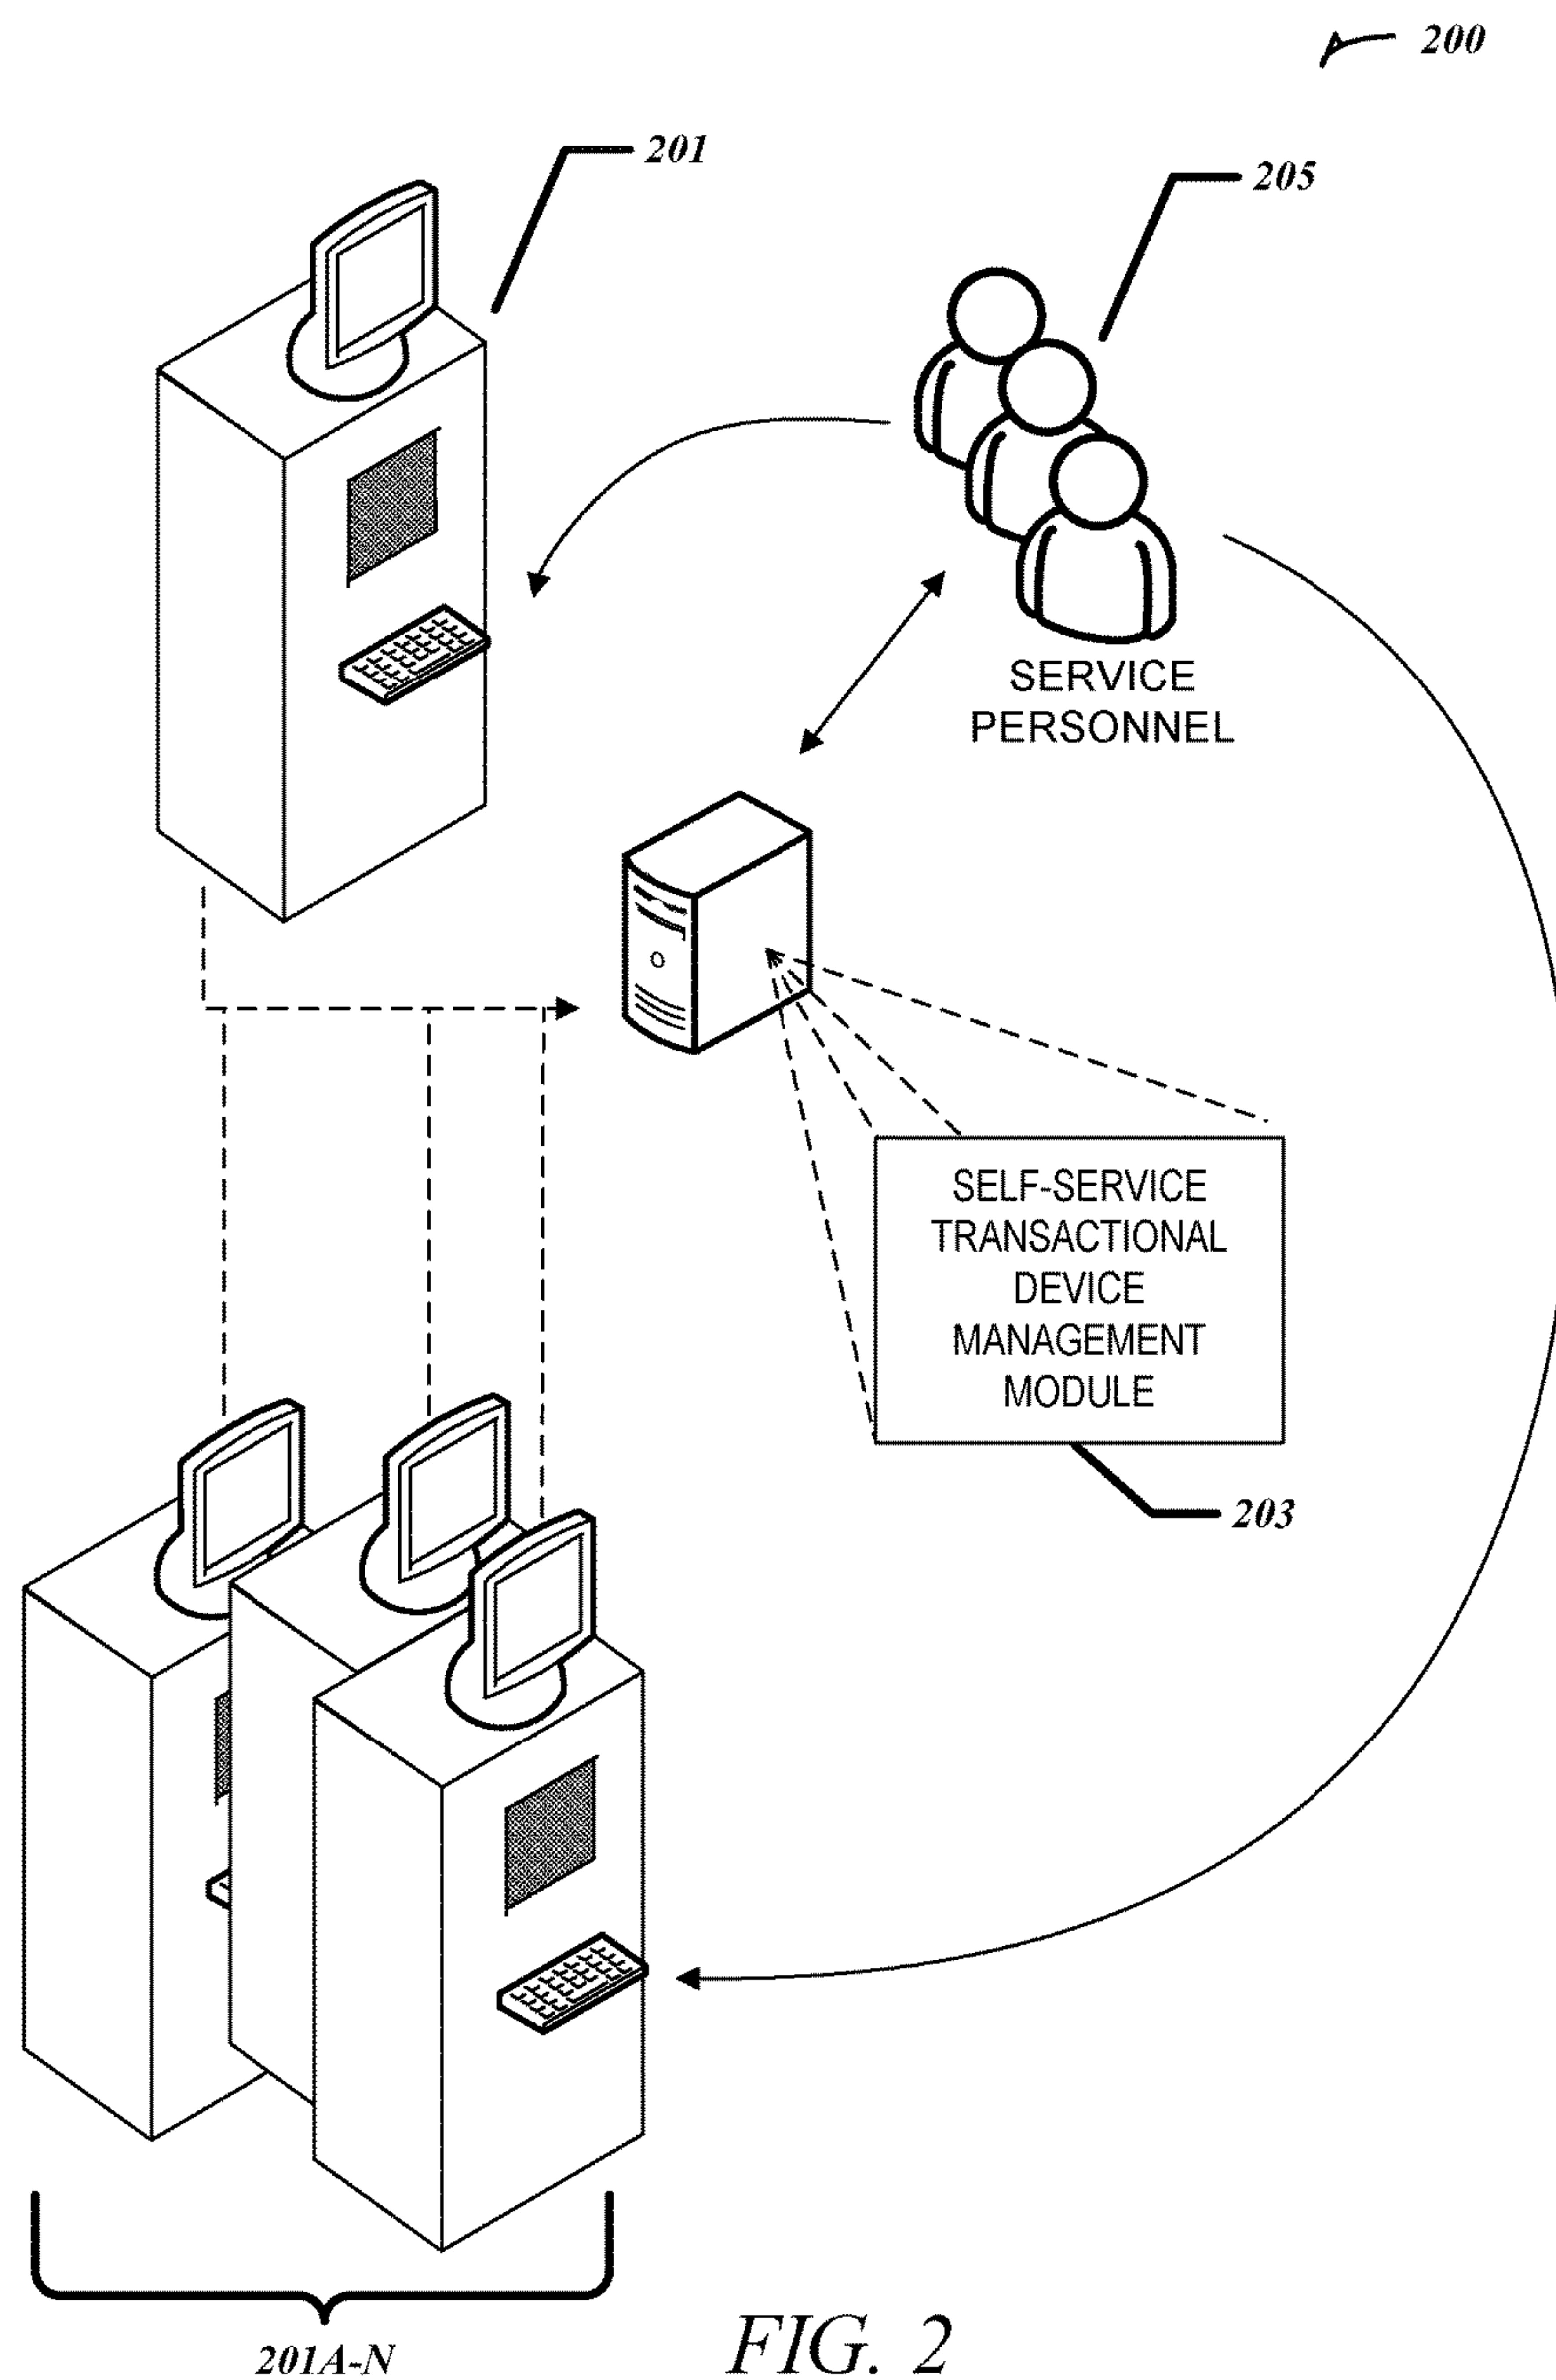 200
201
205
SERVICE
PERSONNEL
SELF-SERVICE
TRANSACTIONAL
DEVICE
MANAGEMENT
MODULE
203
201A-N
FIG. 2